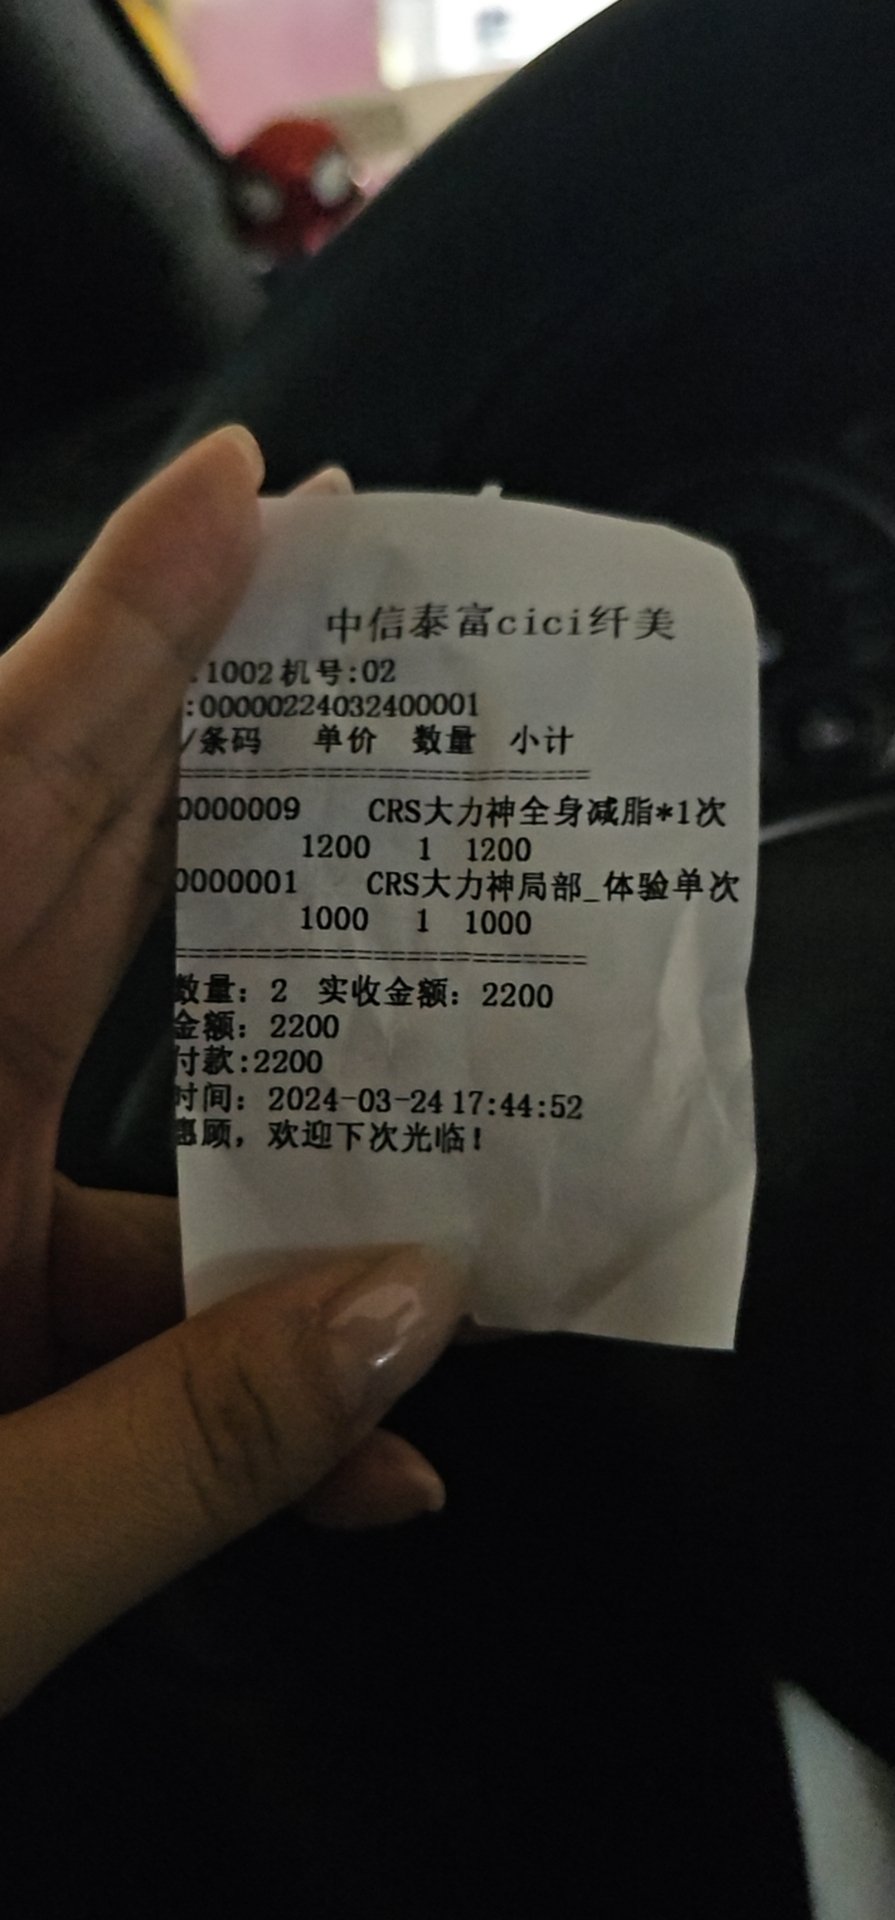 中信泰富cici纤美
:1002机号:02
:00000224032400001
/条码 单价 数量 小计
====================================
0000009 CRS大力神全身减脂*1次
1200 1 1200
0000001 CRS大力神局部_体验单次
1000 1 1000
====================================
数量: 2 实收金额: 2200
金额: 2200
付款:2200
时间: 2024-03-24 17:44:52
惠顾, 欢迎下次光临!